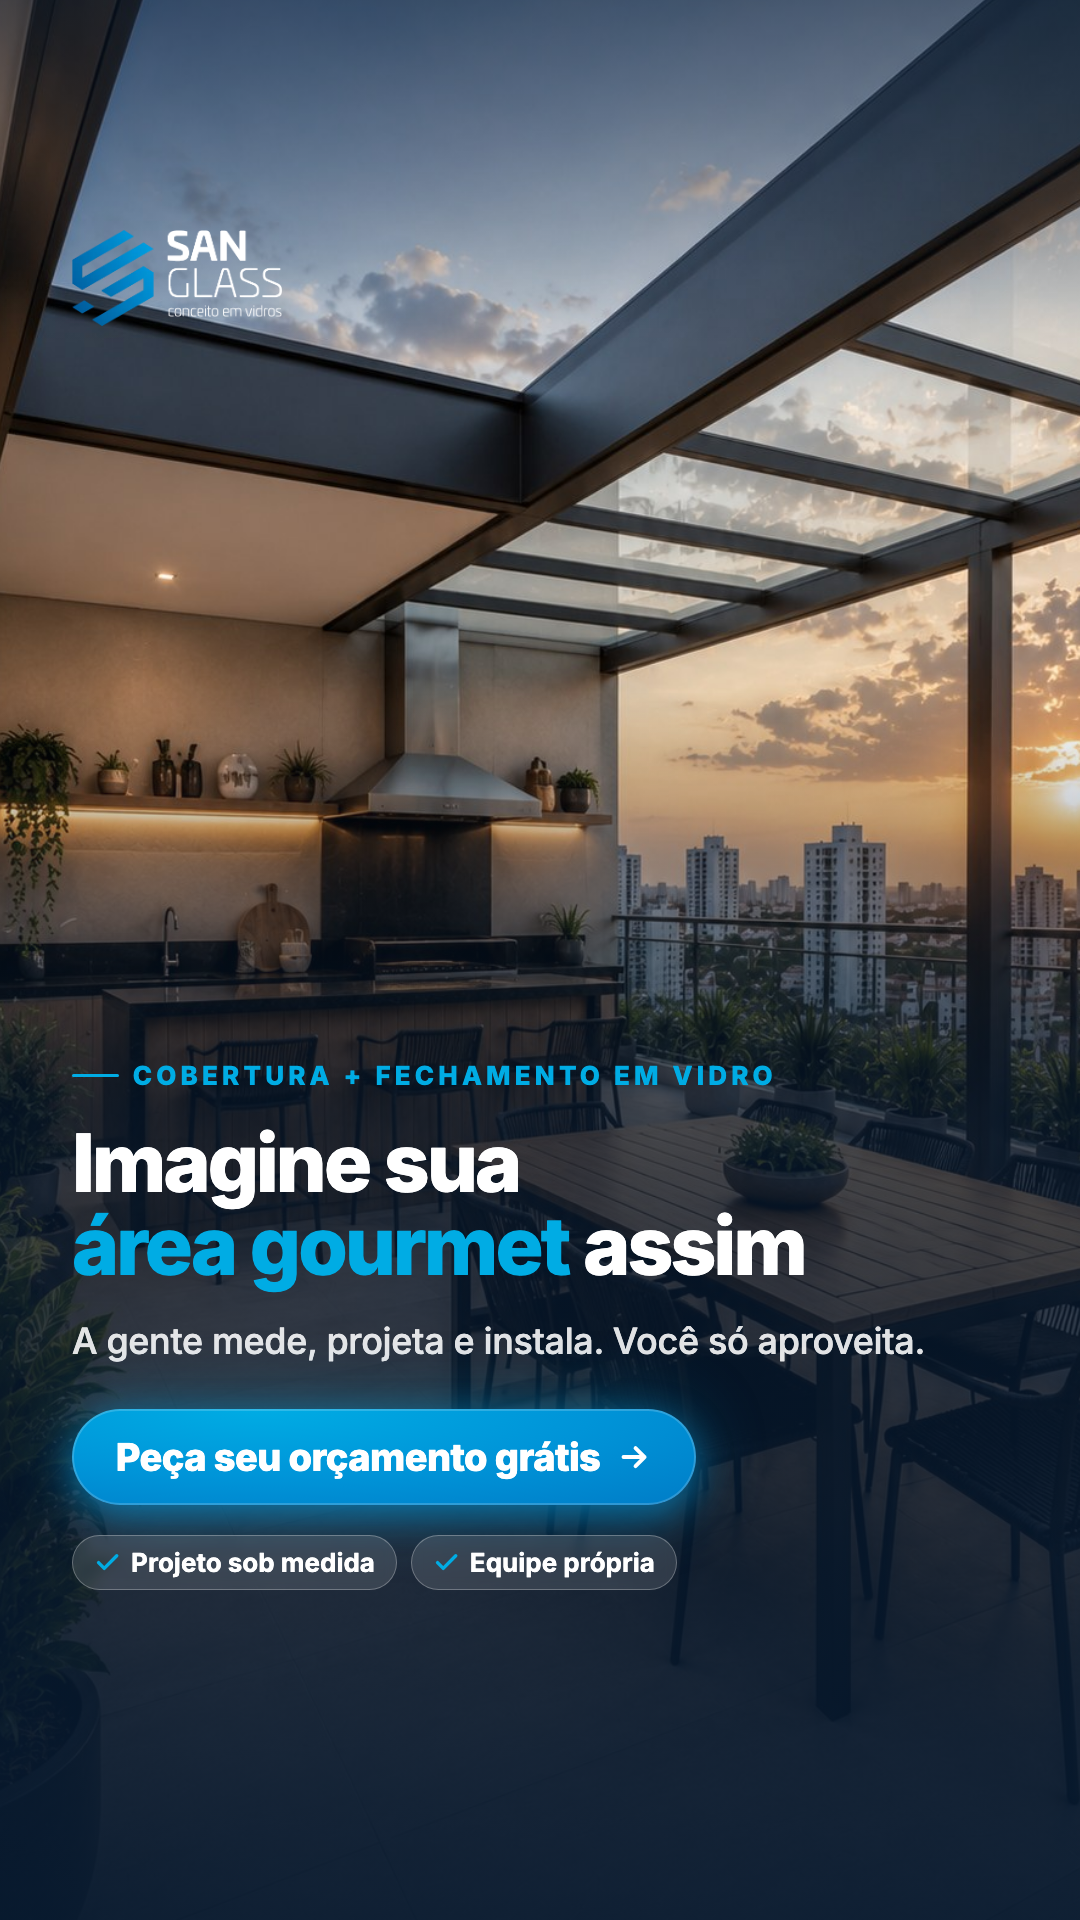 SAN
GLASS
conceito em vidros
COBERTURA + FECHAMENTO EM VIDRO
Imagine sua
área gourmet assim
A gente mede, projeta e instala. Você só aproveita.
Peça seu orçamento grátis →
✓ Projeto sob medida ✓ Equipe própria